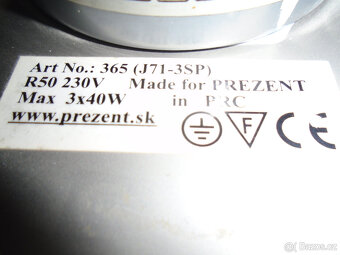 Art No.: 365 (J71-3SP)
R50 230V Made for PREZENT
Max 3x40W in PRC
www.prezent.sk
F
CE
Bazos.cz